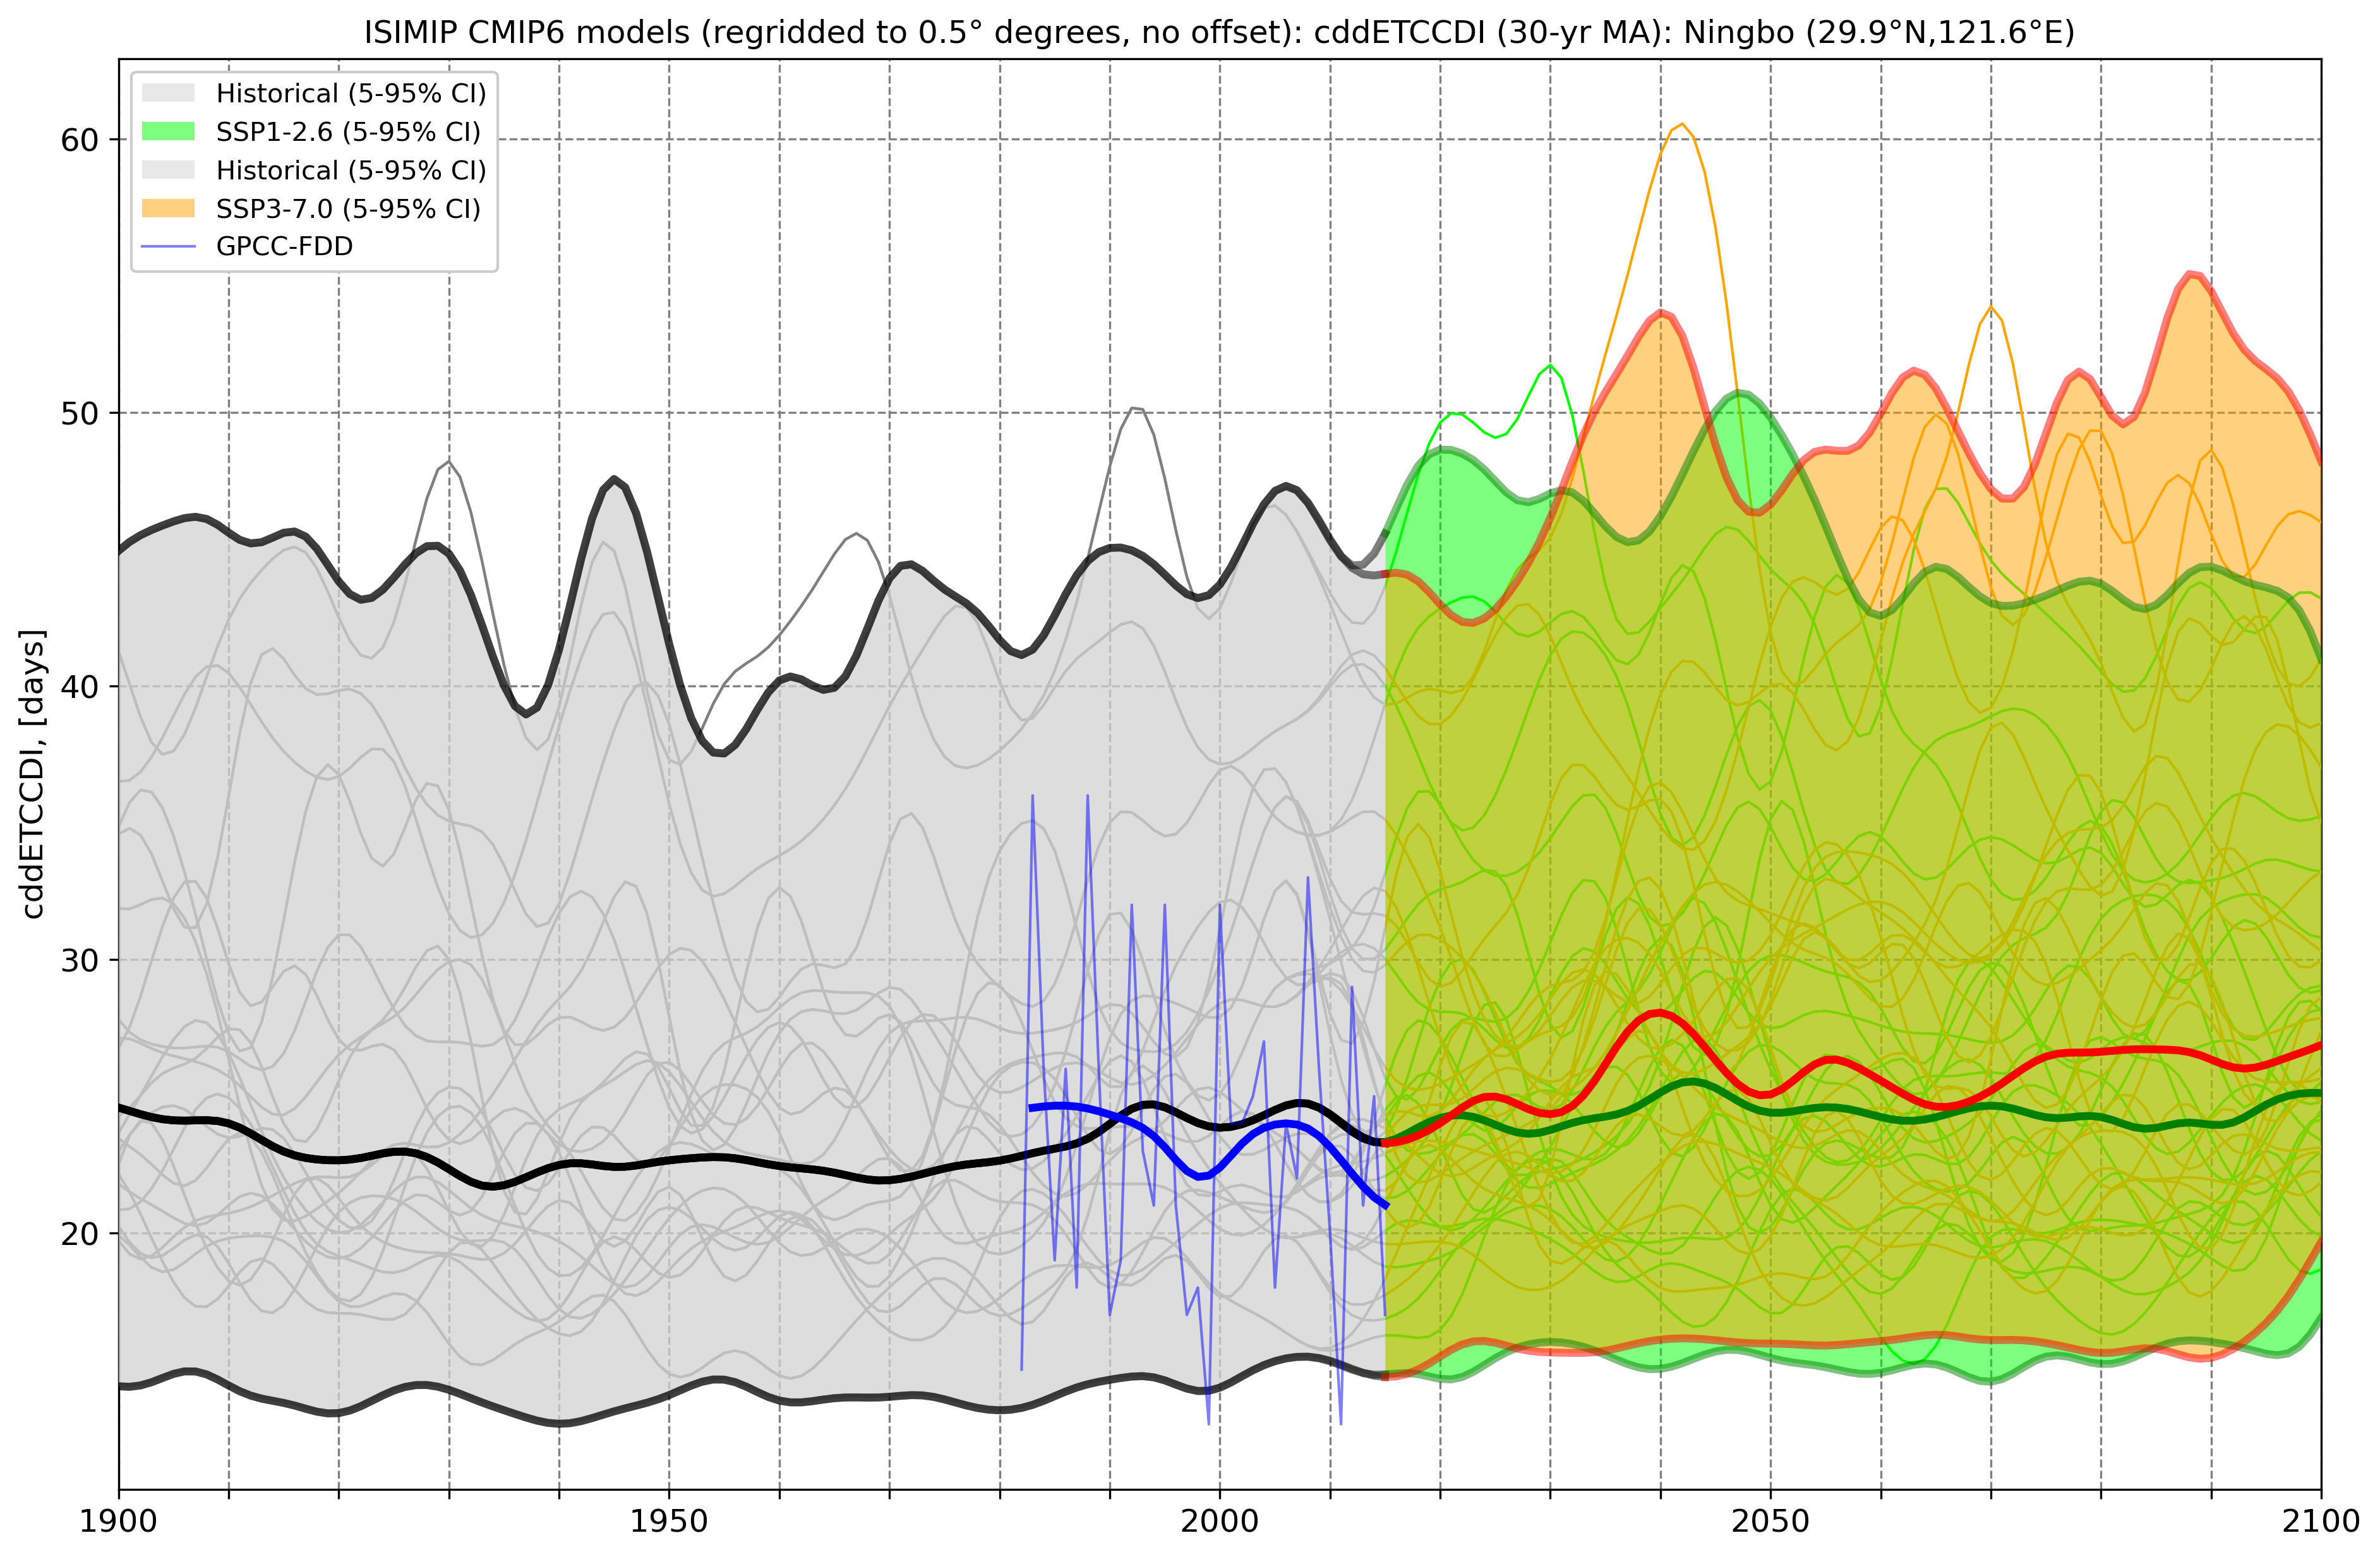 ISIMIP CMIP6 models (regridded to 0.5° degrees, no offset): cddETCCDI (30-yr MA): Ningbo (29.9°N,121.6°E)
Historical (5-95% CI)
SSP1-2.6 (5-95% CI)
Historical (5-95% CI)
SSP3-7.0 (5-95% CI)
GPCC-FDD
cddETCCDI, [days]
60
50
40
30
20
1900
1950
2000
2050
2100